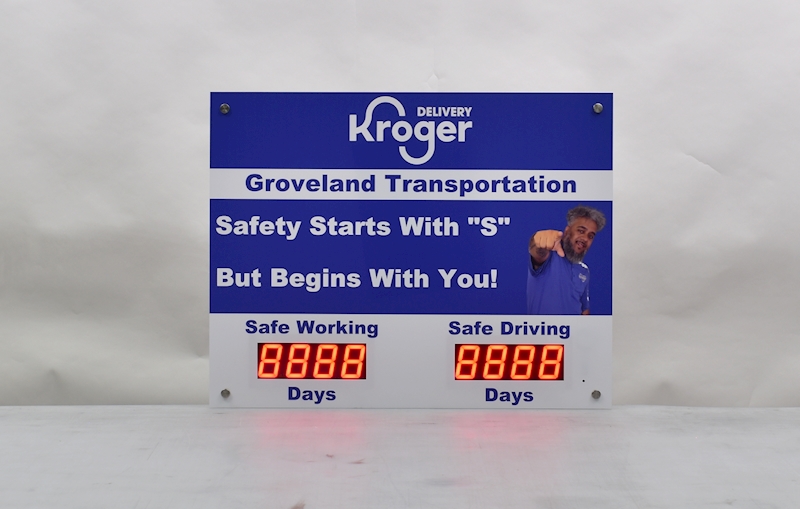 DELIVERY
Kroger
Groveland Transportation
Safety Starts With "S"
But Begins With You!
Safe Working Safe Driving
8888 8888
Days Days